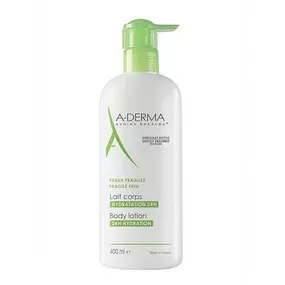 A-DERMA
PEAUX FRAGILES
FRAGILE SKIN
Lait corps
HYDRATATION 24H
Body lotion
24H HYDRATION
400 ml e